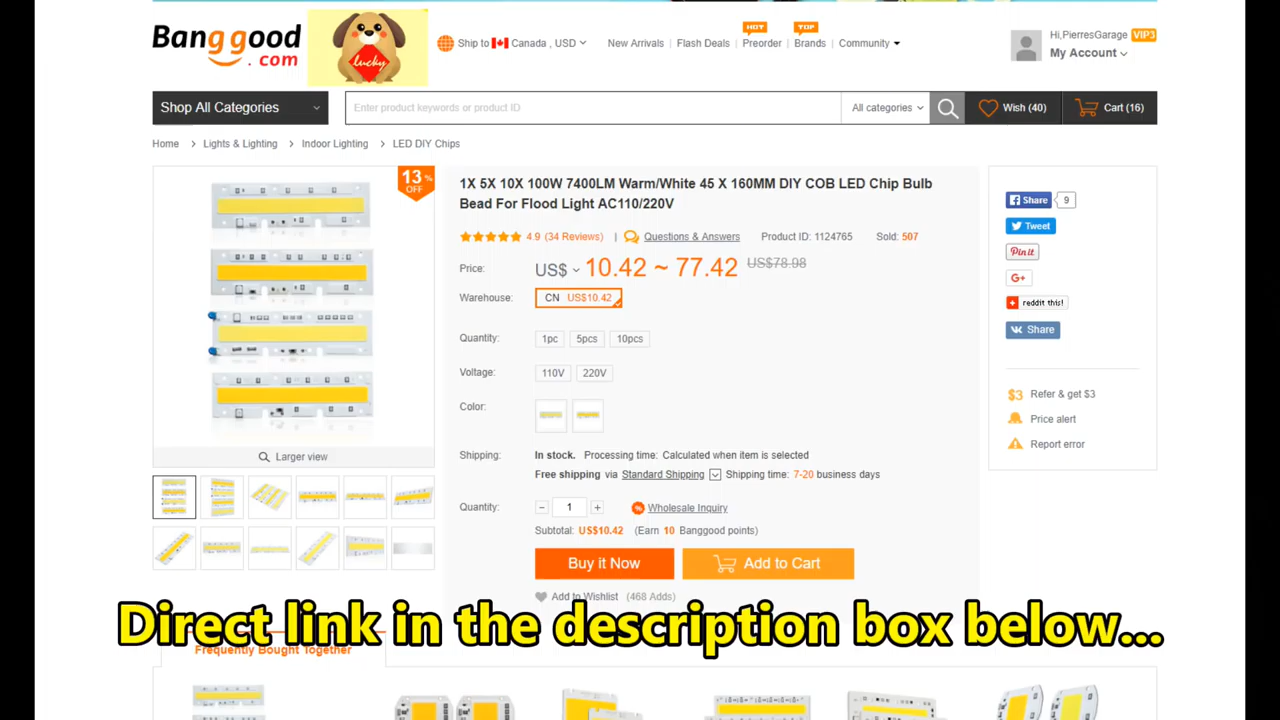 Banggood
.com
lucky
Ship to Canada , USD
New Arrivals
Flash Deals
HOT
Preorder
TOP
Brands
Community
Hi,PierresGarage VIP3
My Account
Shop All Categories
Enter product keywords or product ID
All categories
Wish (40)
Cart (16)
Home > Lights & Lighting > Indoor Lighting > LED DIY Chips
13%
OFF
Larger view
1X 5X 10X 100W 7400LM Warm/White 45 X 160MM DIY COB LED Chip Bulb
Bead For Flood Light AC110/220V
4.9 (34 Reviews) | Questions & Answers Product ID: 1124765 Sold: 507
Price: US$ 10.42 ~ 77.42 US$78.98
Warehouse: CN US$10.42
Quantity: 1pc 5pcs 10pcs
Voltage: 110V 220V
Color:
Shipping: In stock. Processing time: Calculated when item is selected
Free shipping via Standard Shipping Shipping time: 7-20 business days
Quantity: − 1 + % Wholesale Inquiry
Subtotal: US$10.42 (Earn 10 Banggood points)
Buy it Now
Add to Cart
Add to Wishlist (468 Adds)
Share 9
Tweet
Pin it
G+
reddit this!
Share
$3 Refer & get $3
Price alert
Report error
Direct link in the description box below...
Frequently Bought Together